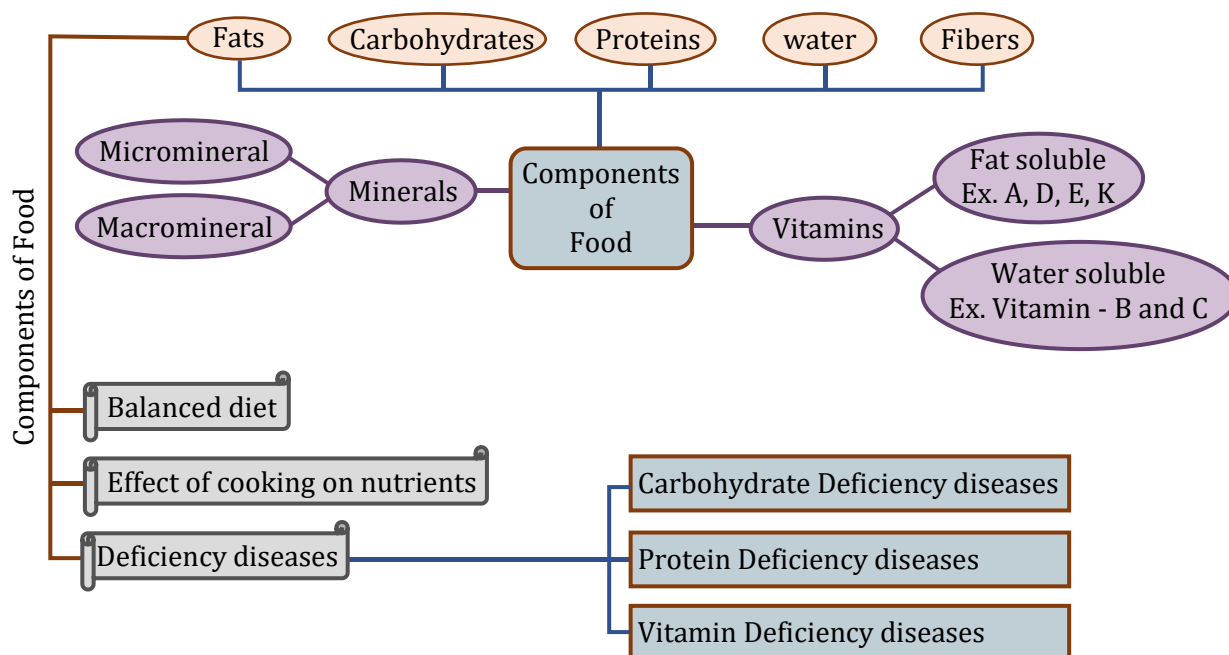 Fats
Carbohydrates
Proteins
water
Fibers
Micromineral
Macromineral
Minerals
Components
of
Food
Vitamins
Fat soluble
Ex. A, D, E, K
Water soluble
Ex. Vitamin - B and C
Components of Food
Balanced diet
Effect of cooking on nutrients
Deficiency diseases
Carbohydrate Deficiency diseases
Protein Deficiency diseases
Vitamin Deficiency diseases